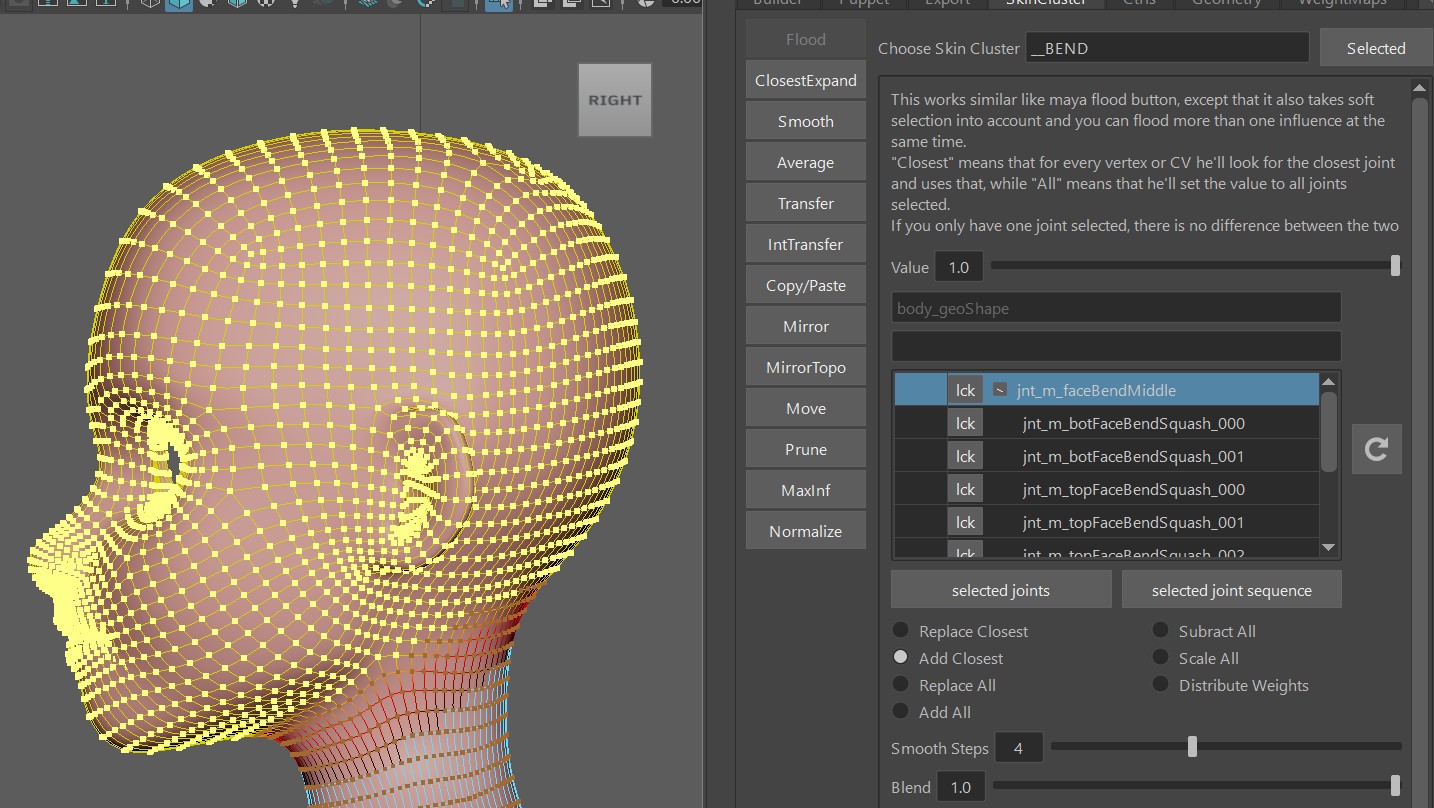 0.00
Builder Puppet Export SkinCluster Ctrls Geometry WeightMaps
RIGHT
Flood
ClosestExpand
Smooth
Average
Transfer
IntTransfer
Copy/Paste
Mirror
MirrorTopo
Move
Prune
MaxInf
Normalize
Choose Skin Cluster __BEND Selected
This works similar like maya flood button, except that it also takes soft
selection into account and you can flood more than one influence at the
same time.
"Closest" means that for every vertex or CV he'll look for the closest joint
and uses that, while "All" means that he'll set the value to all joints
selected.
If you only have one joint selected, there is no difference between the two
Value 1.0
body_geoShape
lck jnt_m_faceBendMiddle
lck jnt_m_botFaceBendSquash_000
lck jnt_m_botFaceBendSquash_001
lck jnt_m_topFaceBendSquash_000
lck jnt_m_topFaceBendSquash_001
lck jnt_m_topFaceBendSquash_002
selected joints selected joint sequence
Replace Closest Subract All
Add Closest Scale All
Replace All Distribute Weights
Add All
Smooth Steps 4
Blend 1.0